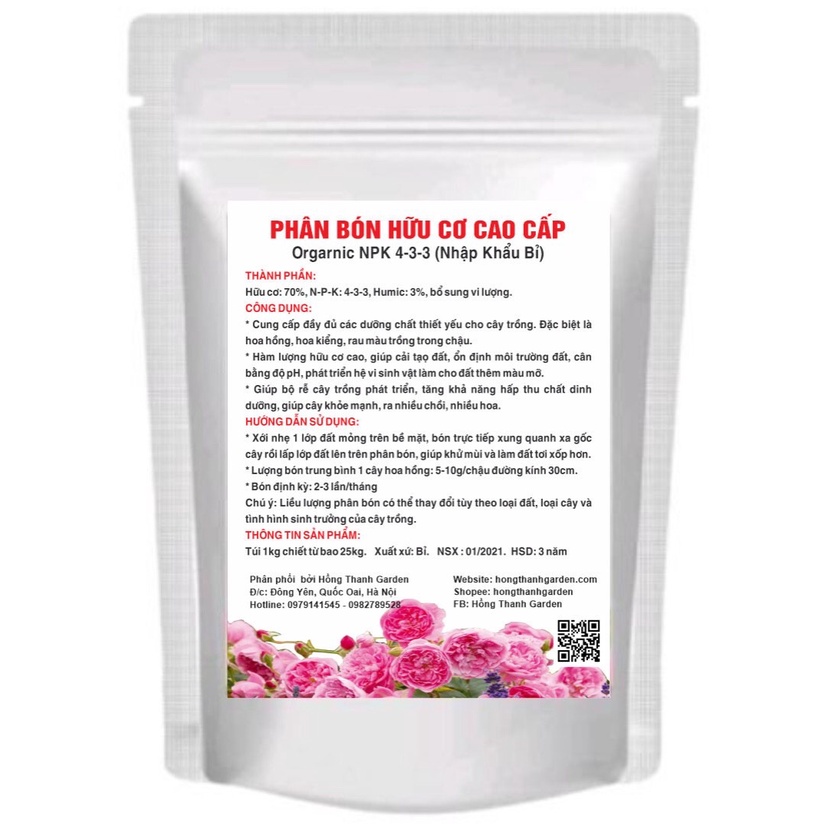 PHÂN BÓN HỮU CƠ CAO CẤP
Orgarnic NPK 4-3-3 (Nhập Khẩu Bỉ)
THÀNH PHẦN:
Hữu cơ: 70%, N-P-K: 4-3-3, Humic: 3%, bổ sung vi lượng.
CÔNG DỤNG:
* Cung cấp đầy đủ các dưỡng chất thiết yếu cho cây trồng. Đặc biệt là
hoa hồng, hoa kiểng, rau màu trồng trong chậu.
* Hàm lượng hữu cơ cao, giúp cải tạo đất, ổn định môi trường đất, cân
bằng độ pH, phát triển hệ vi sinh vật làm cho đất thêm màu mỡ.
* Giúp bộ rễ cây trồng phát triển, tăng khả năng hấp thu chất dinh
dưỡng, giúp cây khỏe mạnh, ra nhiều chồi, nhiều hoa.
HƯỚNG DẪN SỬ DỤNG:
* Xới nhẹ 1 lớp đất mỏng trên bề mặt, bón trực tiếp xung quanh xa gốc
cây rồi lấp lớp đất lên trên phân bón, giúp khử mùi và làm đất tơi xốp hơn.
* Lượng bón trung bình 1 cây hoa hồng: 5-10g/chậu đường kính 30cm.
* Bón định kỳ: 2-3 lần/tháng
Chú ý: Liều lượng phân bón có thể thay đổi tùy theo loại đất, loại cây và
tình hình sinh trưởng của cây trồng.
THÔNG TIN SẢN PHẨM:
Túi 1kg chiết từ bao 25kg. Xuất xứ: Bỉ. NSX : 01/2021. HSD: 3 năm
Phân phối bởi Hồng Thanh Garden
Đ/c: Đông Yên, Quốc Oai, Hà Nội
Hotline: 0979141545 - 0982789528
Website: hongthanhgarden.com
Shopee: hongthanhgarden
FB: Hồng Thanh Garden